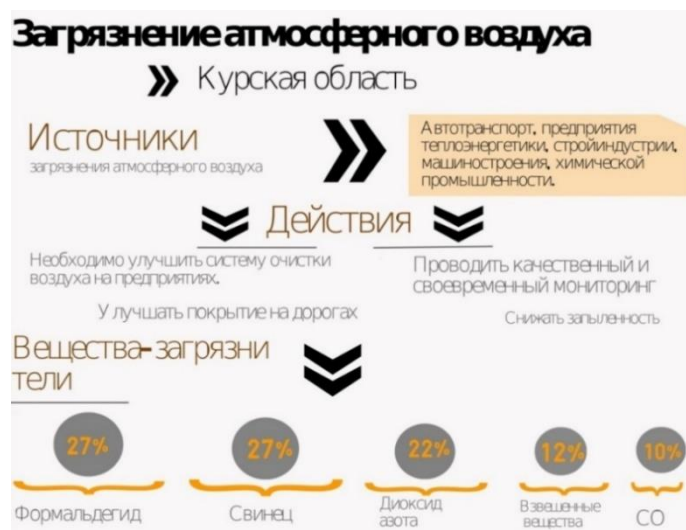 Загрязнение атмосферного воздуха
Курская область
Источники
загрязнения атмосферного воздуха
Автотранспорт, предприятия
теплоэнергетики, стройиндустрии,
машиностроения, химической
промышленности.
Действия
Необходимо улучшить систему очистки
воздуха на предприятиях.
Проводить качественный и
своевременный мониторинг
Улучшать покрытие на дорогах
Снижать запыленность
Вещества-загрязни
тели
27%
27%
22%
12%
10%
Формальдегид
Свинец
Диоксид
азота
Взвешенные
вещества
CO